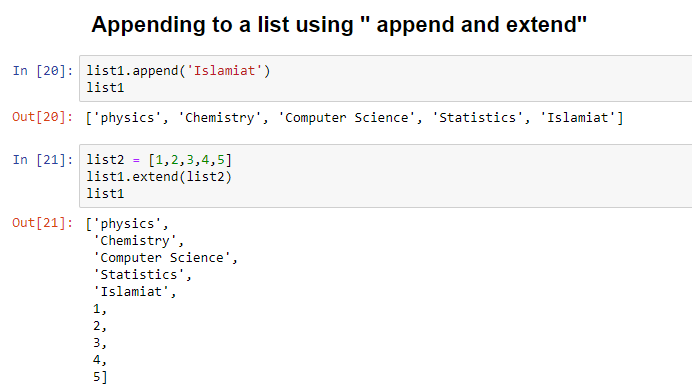 Appending to a list using " append and extend"
In [20]: list1.append('Islamiat')
list1
Out[20]: ['physics', 'Chemistry', 'Computer Science', 'Statistics', 'Islamiat']
In [21]: list2 = [1,2,3,4,5]
list1.extend(list2)
list1
Out[21]: ['physics',
'Chemistry',
'Computer Science',
'Statistics',
'Islamiat',
1,
2,
3,
4,
5]